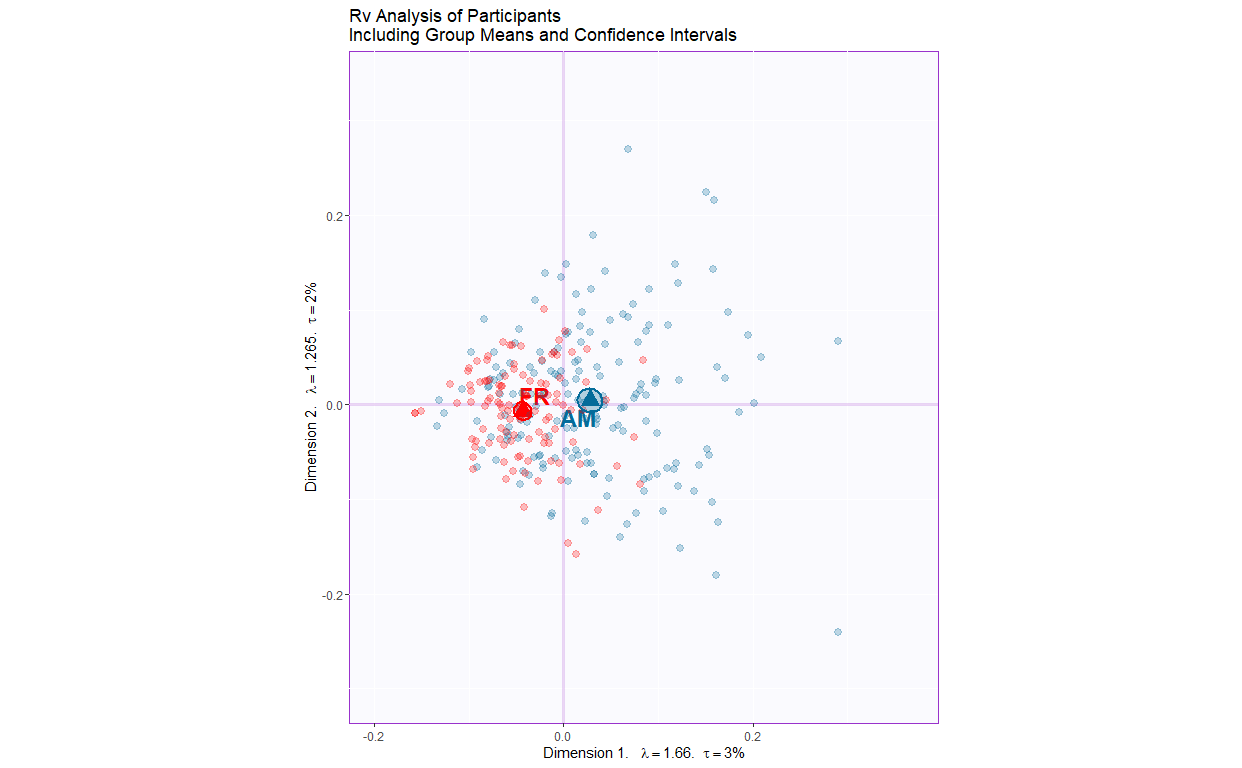 Rv Analysis of Participants
Including Group Means and Confidence Intervals
Dimension 2.  λ = 1.265.  τ = 2%
0.2
0.0
-0.2
FR
AM
-0.2 0.0 0.2
Dimension 1.  λ = 1.66.  τ = 3%